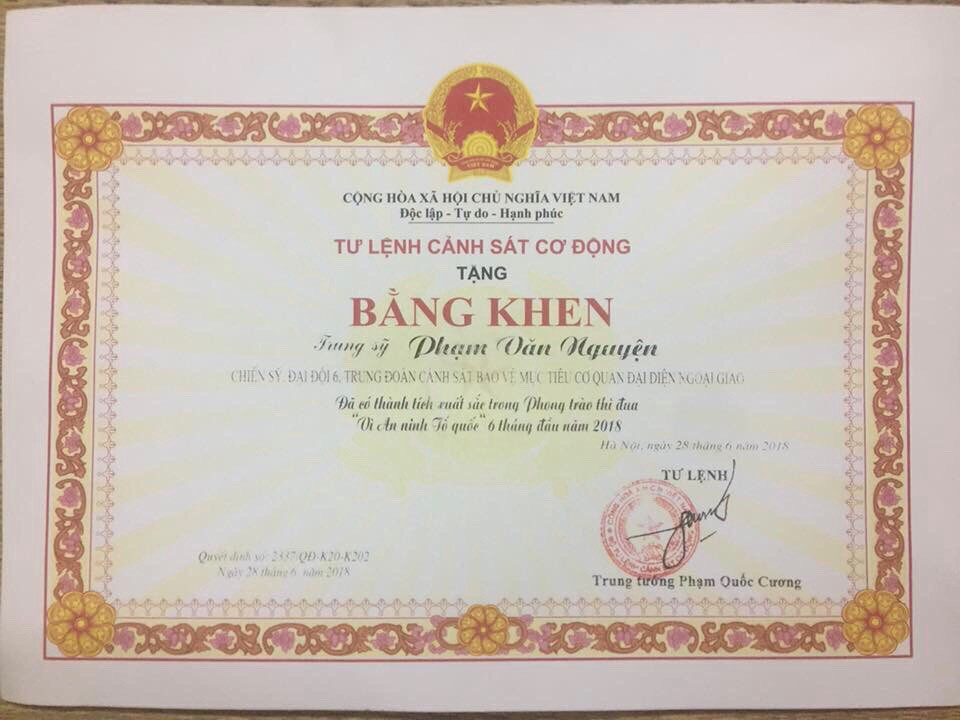 VIỆT NAM
CỘNG HÒA XÃ HỘI CHỦ NGHĨA VIỆT NAM
Độc lập - Tự do - Hạnh phúc
TƯ LỆNH CẢNH SÁT CƠ ĐỘNG
TẶNG
BẰNG KHEN
Trung sỹ Phạm Văn Nguyện
CHIẾN SỸ, ĐẠI ĐỘI 6, TRUNG ĐOÀN CẢNH SÁT BẢO VỆ MỤC TIÊU CƠ QUAN ĐẠI DIỆN NGOẠI GIAO
Đã có thành tích xuất sắc trong Phong trào thi đua
"Vì An ninh Tổ quốc" 6 tháng đầu năm 2018
Hà Nội, ngày 28 tháng 6 năm 2018
TƯ LỆNH
Quyết định số: 2337/QĐ-K20-K202
Ngày 28 tháng 6 năm 2018
Trung tướng Phạm Quốc Cương